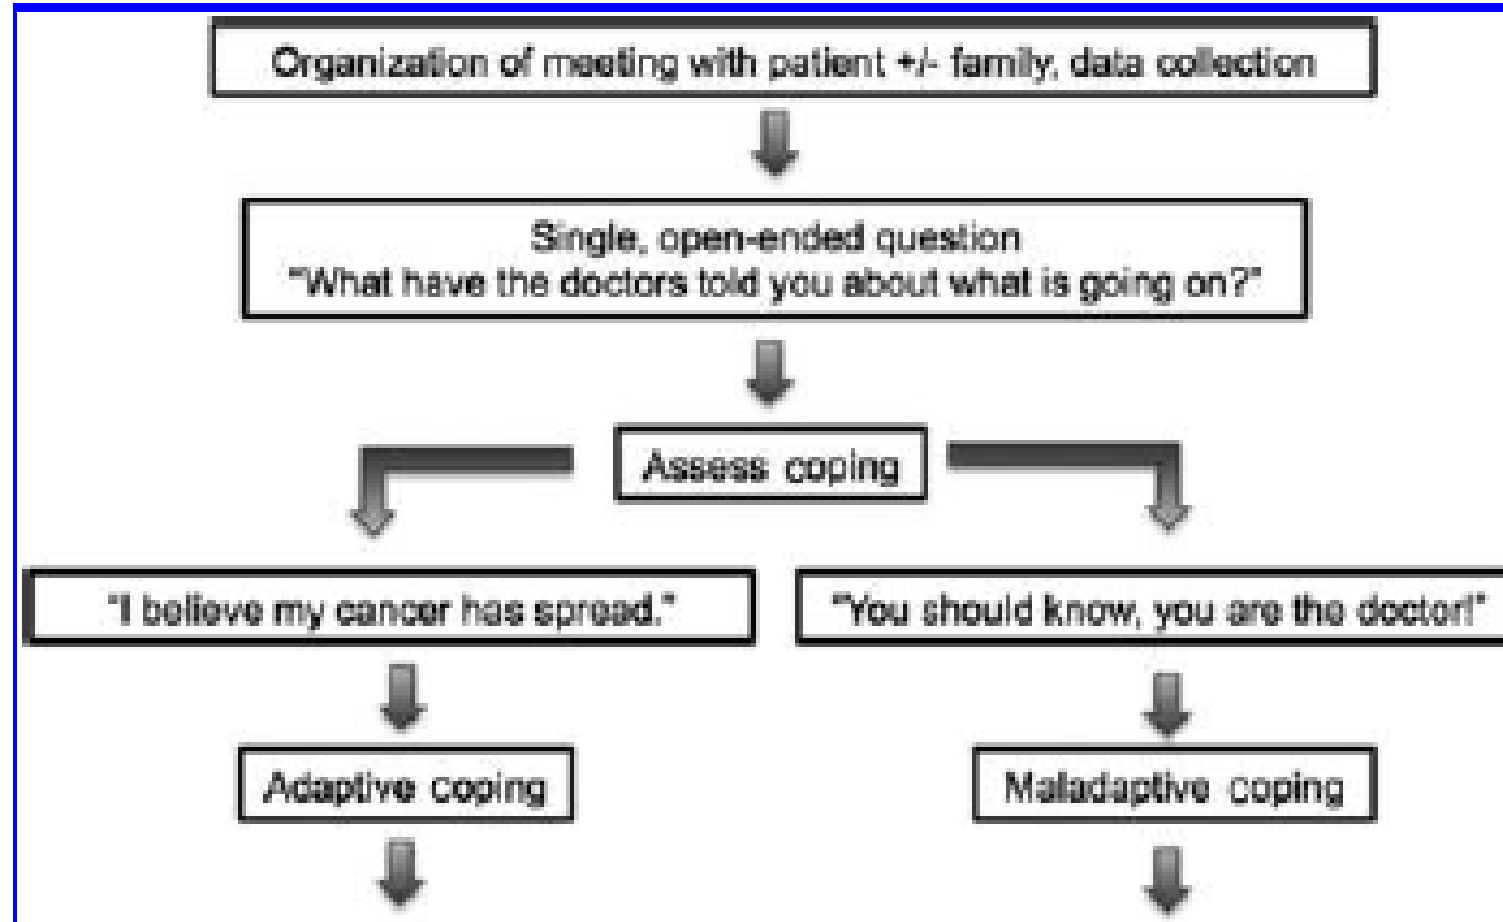 Organization of meeting with patient +/- family, data collection
Single, open-ended question
"What have the doctors told you about what is going on?"
Assess coping
"I believe my cancer has spread."
"You should know, you are the doctor!"
Adaptive coping
Maladaptive coping